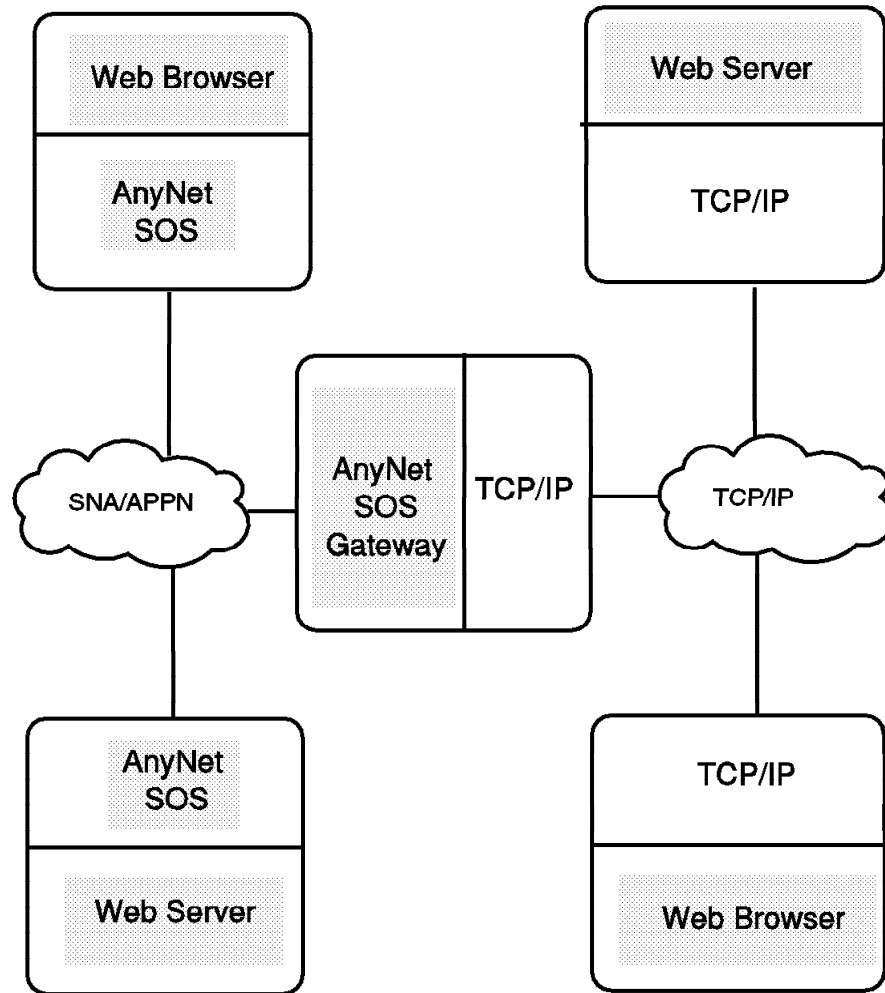 Web Browser
AnyNet
SOS
Web Server
TCP/IP
SNA/APPN
AnyNet
SOS
Gateway
TCP/IP
TCP/IP
AnyNet
SOS
Web Server
TCP/IP
Web Browser